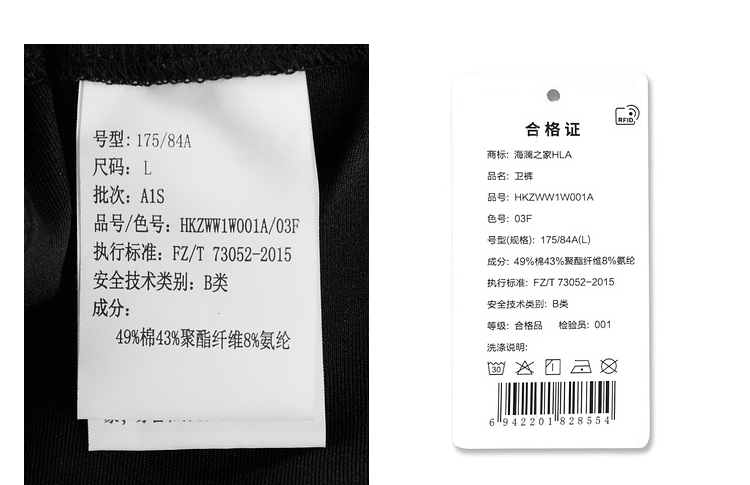 号型: 175/84A
尺码: L
批次: A1S
品号/色号: HKZWW1W001A/03F
执行标准: FZ/T 73052-2015
安全技术类别: B类
成分:
49%棉43%聚酯纤维8%氨纶
合格证
RFID
商标: 海澜之家HLA
品名: 卫裤
品号: HKZWW1W001A
色号: 03F
号型(规格): 175/84A(L)
成分: 49%棉43%聚酯纤维8%氨纶
执行标准: FZ/T 73052-2015
安全技术类别: B类
等级: 合格品 检验员: 001
洗涤说明:
30
6 942201 828554